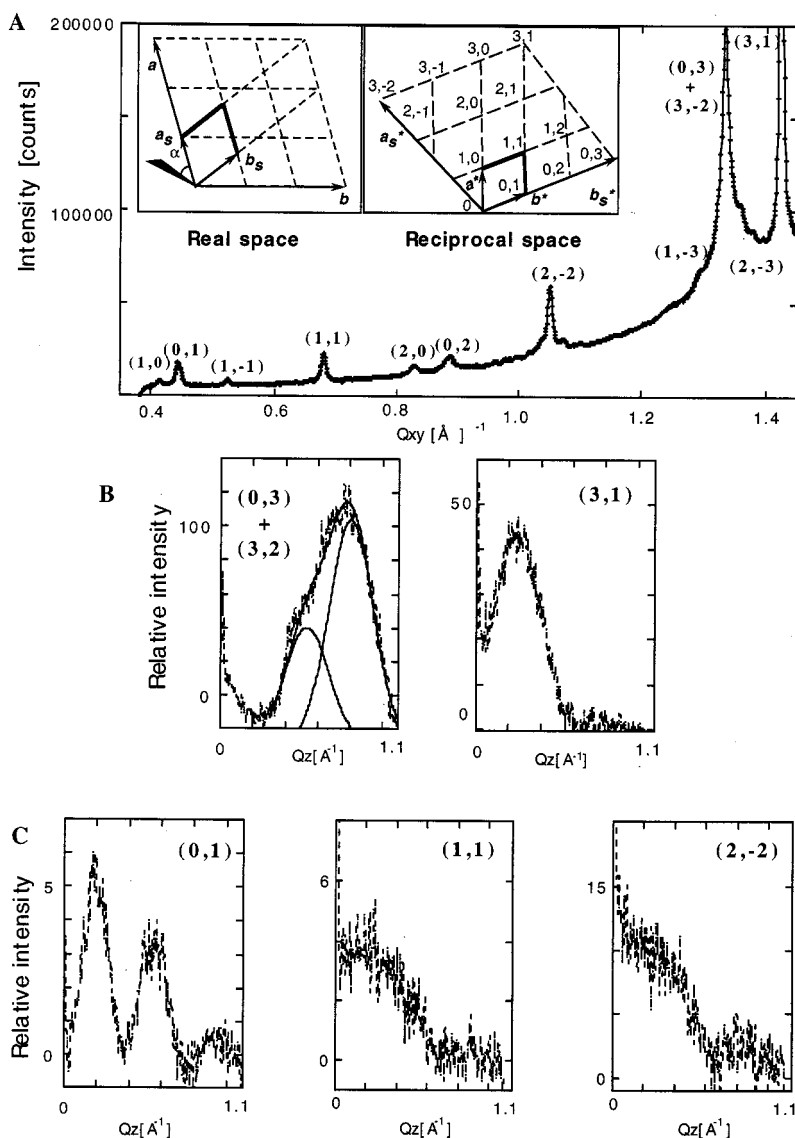 A
200000
100000
Intensity [counts]
a
a_s
α
b_s
b
Real space
3,-2
3,-1
3,0
3,1
2,-1
2,0
2,1
a_s*
1,0
1,1
1,2
a*
0,1
0,2
0,3
0
b*
b_s*
Reciprocal space
(3,1)
(0,3)
+
(3,-2)
(1,-3)
(2,-3)
(2,-2)
(1,0)
(0,1)
(1,-1)
(1,1)
(2,0)
(0,2)
0.4
0.6
0.8
1.0
1.2
1.4
Qxy [Å ] -1
B
Relative intensity
100
0
(0,3)
+
(3,2)
0
1.1
Qz[A-1]
50
0
(3,1)
0
1.1
Qz[A-1]
C
Relative intensity
5
0
(0,1)
0
1.1
Qz[A-1]
6
0
(1,1)
0
1.1
Qz[A-1]
15
0
(2,-2)
0
1.1
Qz[A-1]